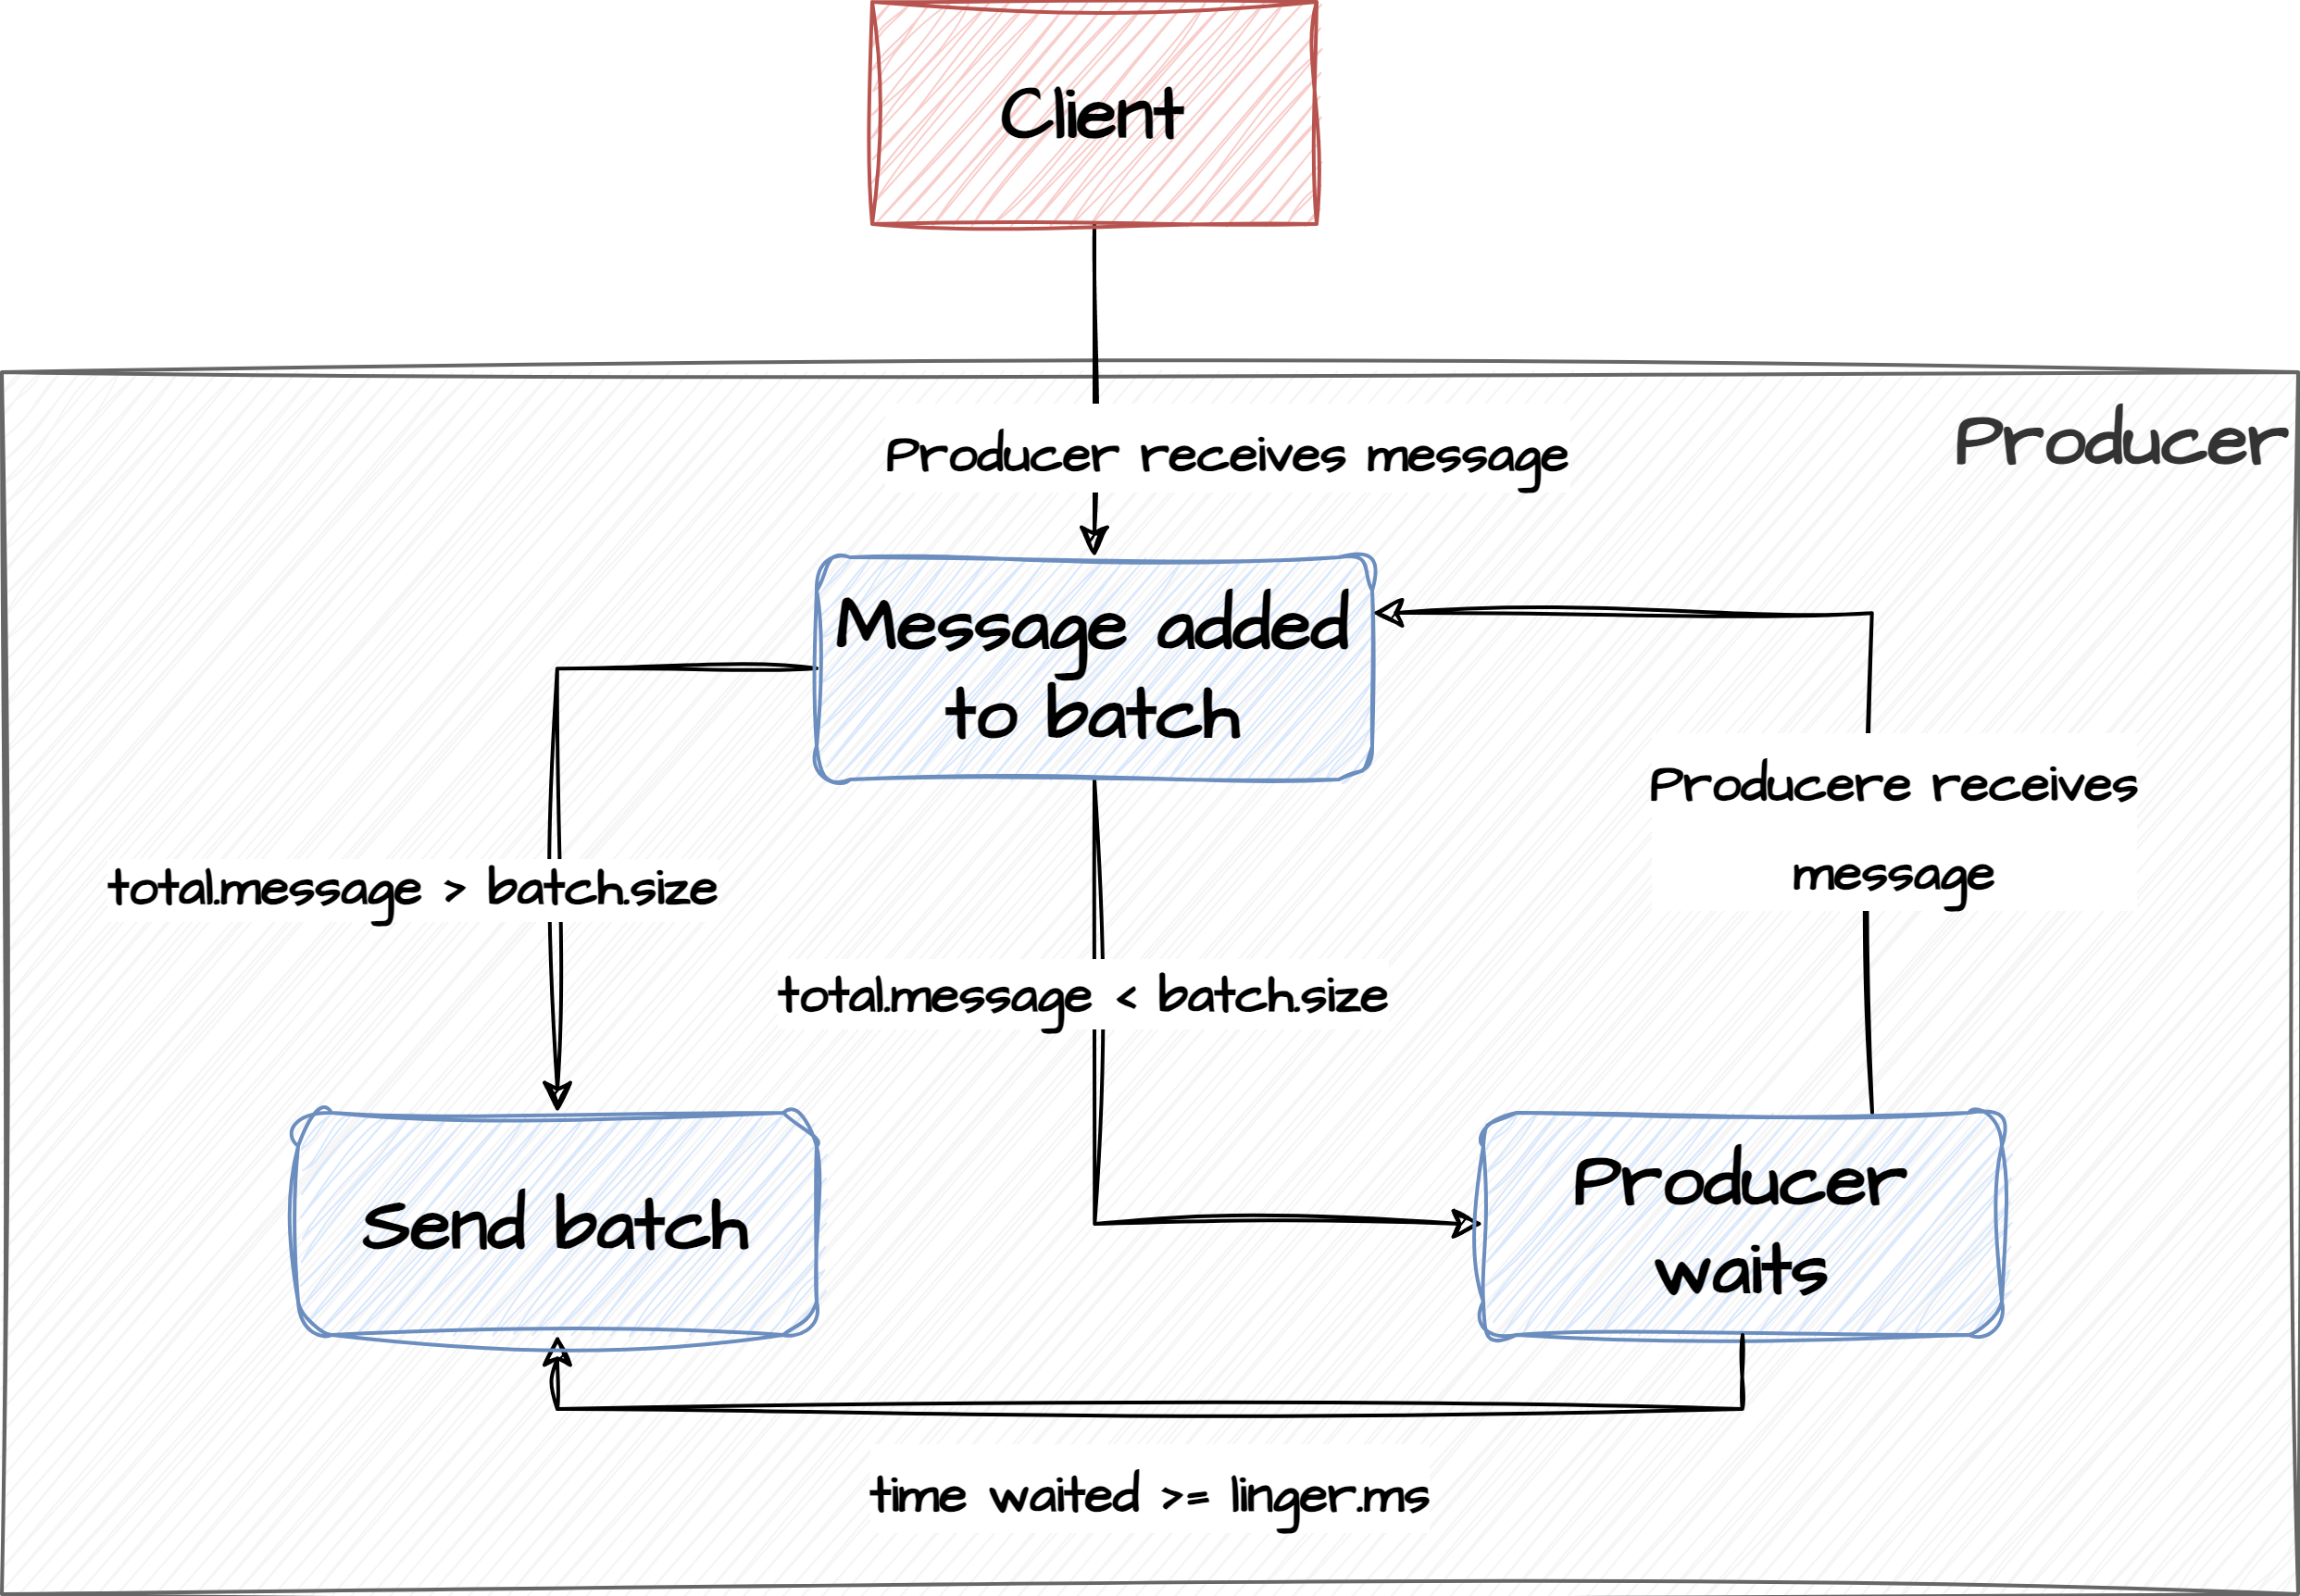 Client
Producer
Producer receives message
Message added
to batch
Producere receives
message
total.message > batch.size
total.message < batch.size
Send batch
Producer
waits
time waited >= linger.ms